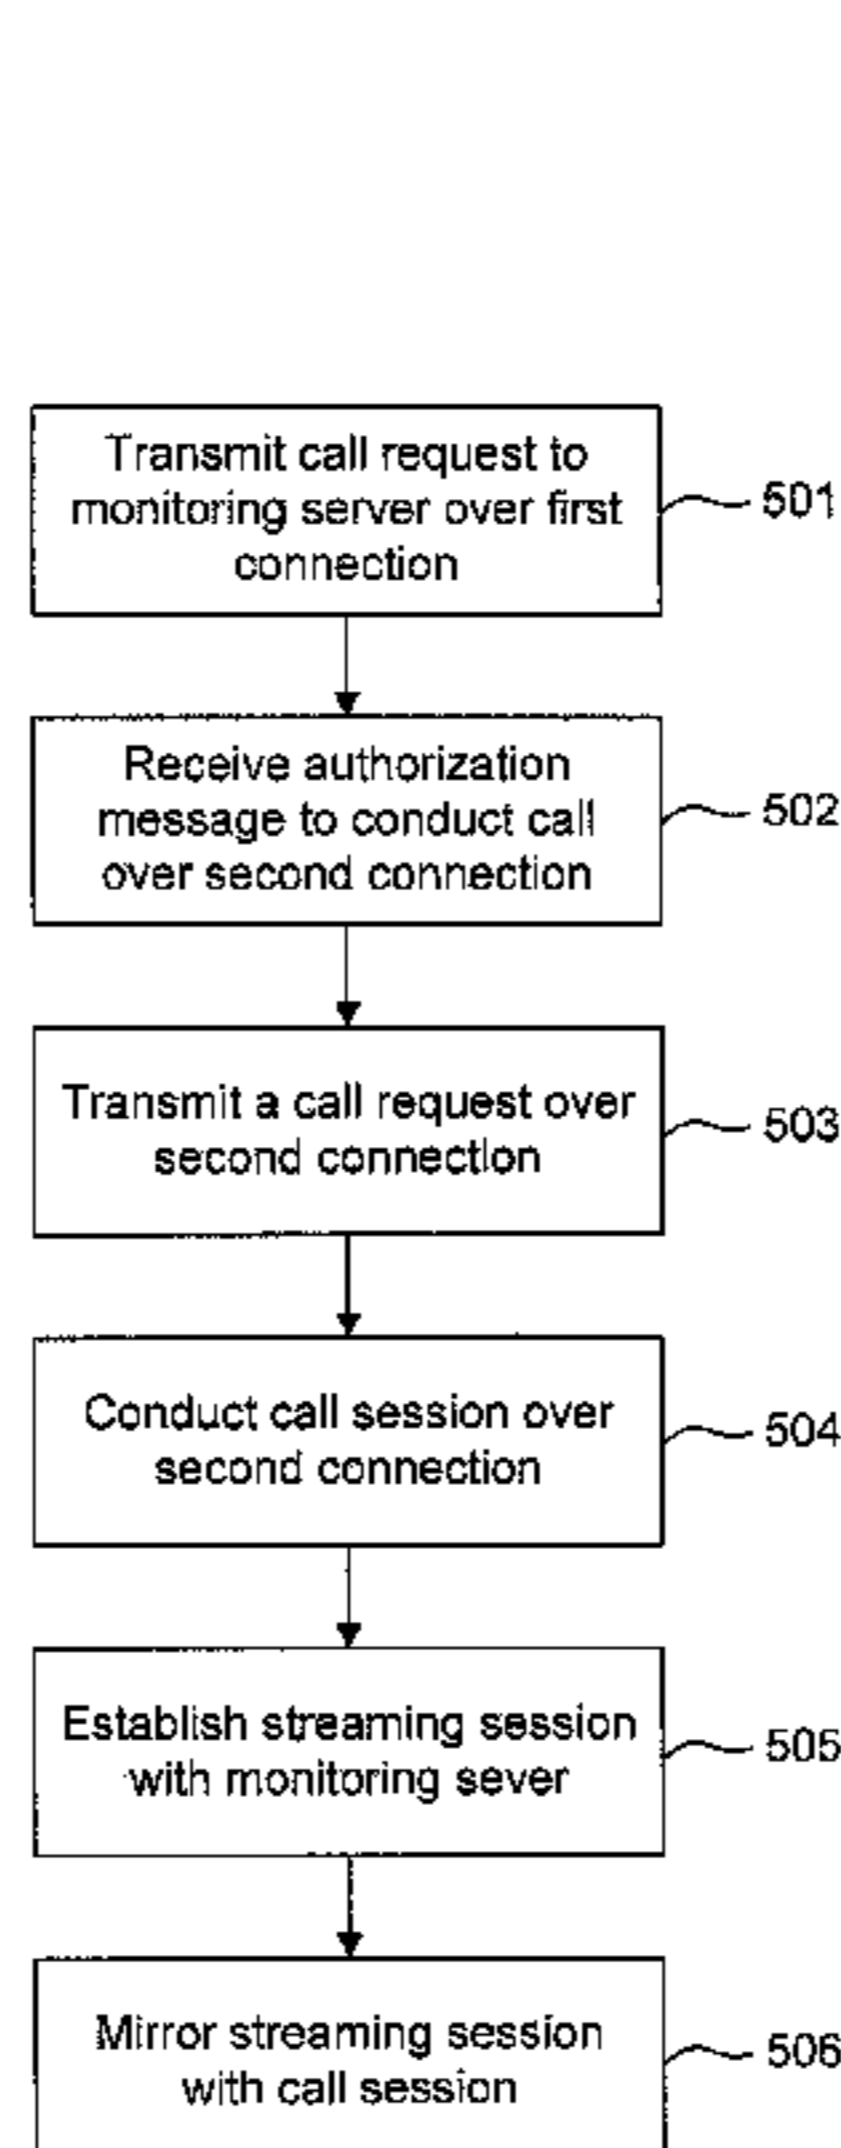 Transmit call request to
monitoring server over first
connection
501
Receive authorization
message to conduct call
over second connection
502
Transmit a call request over
second connection
503
Conduct call session over
second connection
504
Establish streaming session
with monitoring sever
505
Mirror streaming session
with call session
506